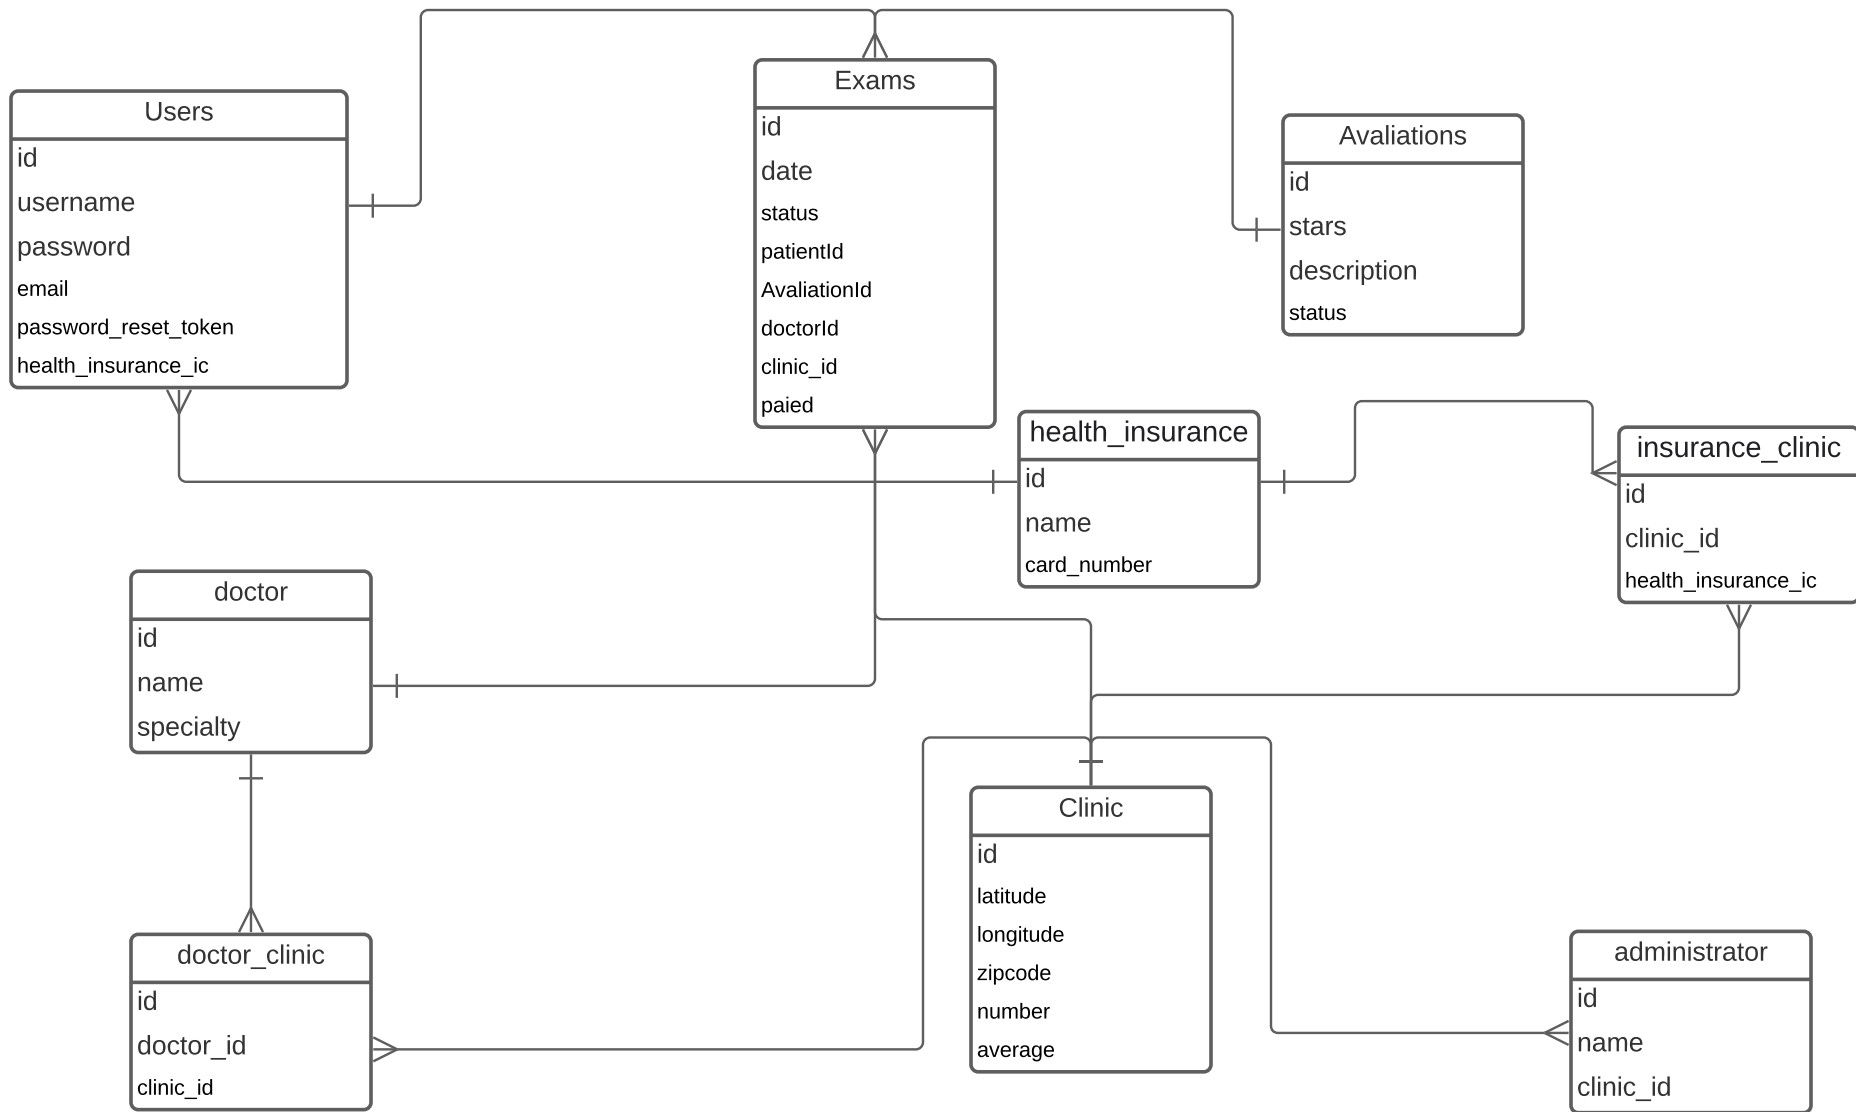 Users
id
username
password
email
password_reset_token
health_insurance_ic
Exams
id
date
status
patientId
AvaliationId
doctorId
clinic_id
paied
Avaliations
id
stars
description
status
health_insurance
id
name
card_number
insurance_clinic
id
clinic_id
health_insurance_ic
doctor
id
name
specialty
doctor_clinic
id
doctor_id
clinic_id
Clinic
id
latitude
longitude
zipcode
number
average
administrator
id
name
clinic_id